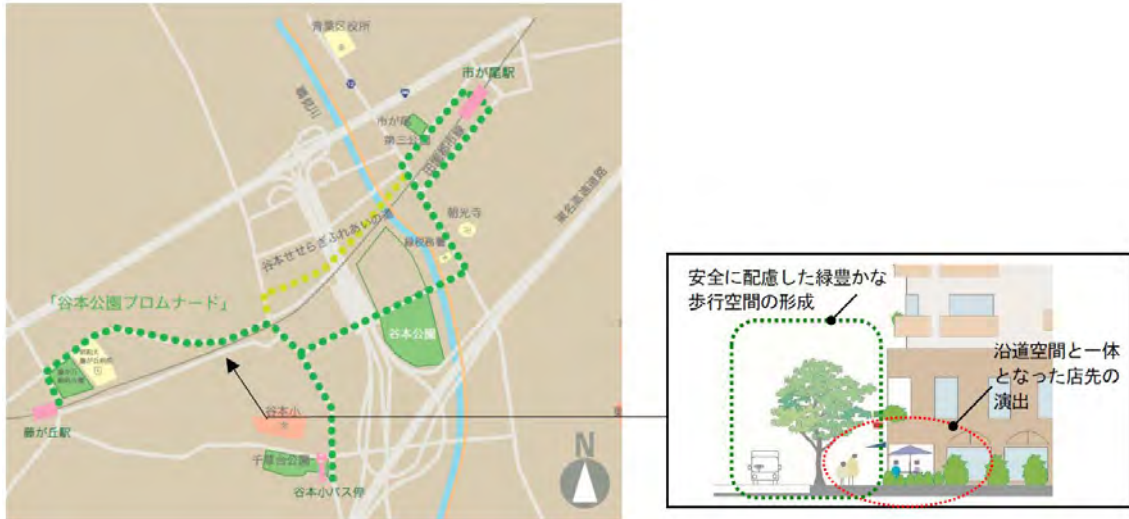 青葉区役所
市が尾駅
鶴見川
市が尾
第三公園
田園都市線
東名高速道路
朝光寺
緑税務署
谷本せせらぎふれあいの道
「谷本公園プロムナード」
谷本公園
藤が丘駅
谷本小
千草台公園
谷本小バス停
N
安全に配慮した緑豊かな
歩行空間の形成
沿道空間と一体
となった店先の
演出